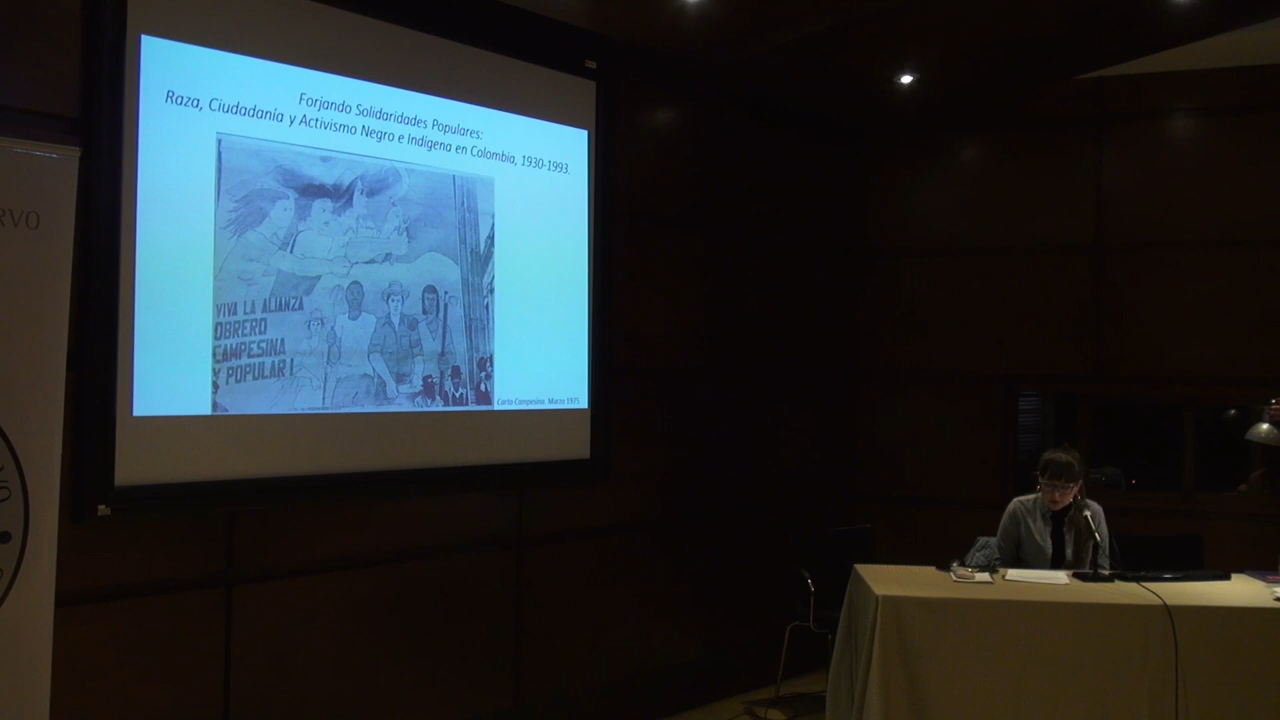 Forjando Solidaridades Populares:
Raza, Ciudadanía y Activismo Negro e Indígena en Colombia, 1930-1993.
VIVA LA ALIANZA
OBRERO
CAMPESINA
Y POPULAR!
Carta Campesina. Marzo 1975
RVO